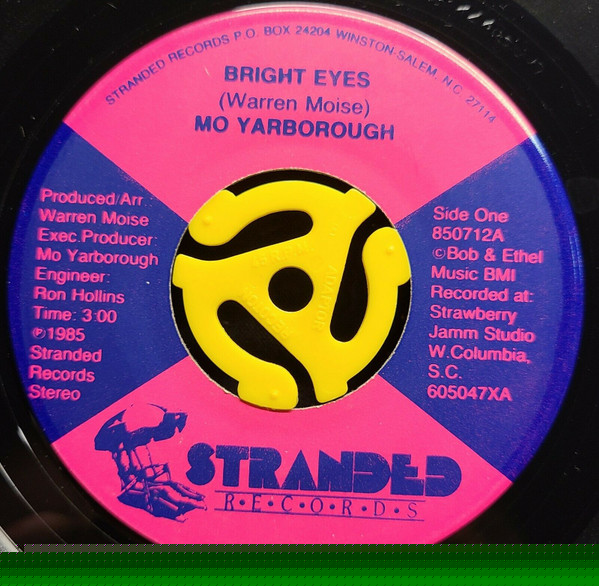 STRANDED RECORDS P.O. BOX 24204 WINSTON-SALEM, N.C. 27114
BRIGHT EYES
(Warren Moise)
MO YARBOROUGH
Produced/Arr.:
Warren Moise
Exec.Producer:
Mo Yarborough
Engineer:
Ron Hollins
Time: 3:00
℗1985
Stranded
Records
Stereo
Side One
850712A
©Bob & Ethel
Music BMI
Recorded at:
Strawberry
Jamm Studio
W.Columbia,
S.C.
605047XA
STRANDED
R•E•C•O•R•D•S